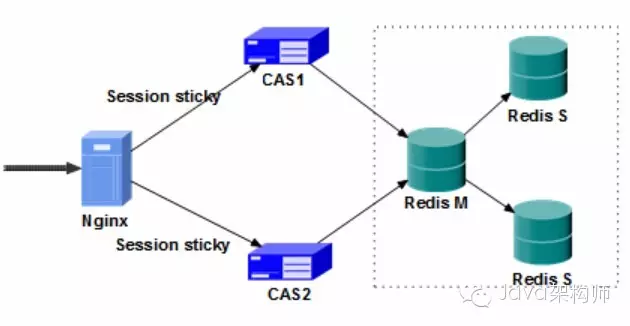 CAS1
Session sticky
Redis S
Nginx
Redis M
Session sticky
Redis S
CAS2
Java架构师